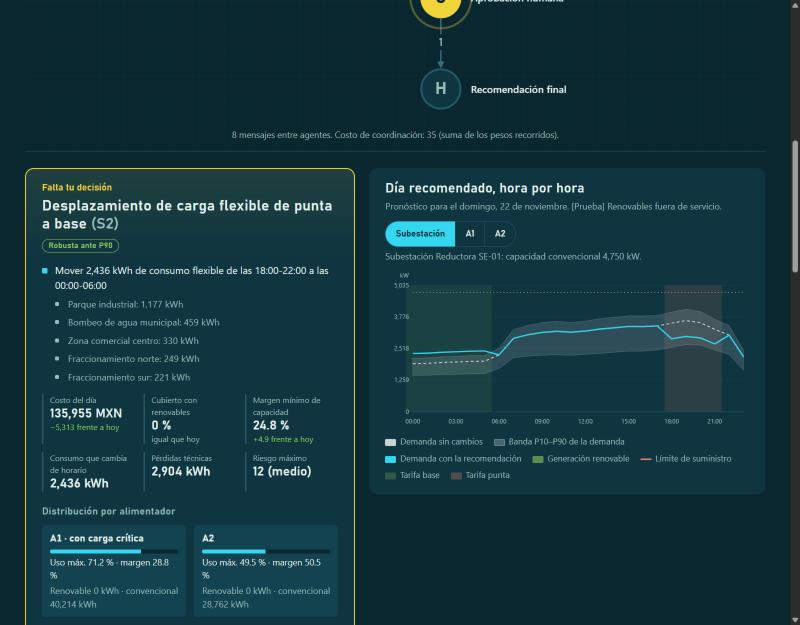 1
H
Recomendación final
8 mensajes entre agentes. Costo de coordinación: 35 (suma de los pesos recorridos).
Falta tu decisión
Desplazamiento de carga flexible de punta
a base (S2)
Robusta ante P90
Mover 2,436 kWh de consumo flexible de las 18:00-22:00 a las
00:00-06:00
Parque industrial: 1,177 kWh
Bombeo de agua municipal: 459 kWh
Zona comercial centro: 330 kWh
Fraccionamiento norte: 249 kWh
Fraccionamiento sur: 221 kWh
Costo del día
135,955 MXN
−5,313 frente a hoy
Cubierto con
renovables
0 %
igual que hoy
Margen mínimo de
capacidad
24.8 %
+4.9 frente a hoy
Consumo que cambia
de horario
2,436 kWh
Pérdidas técnicas
2,904 kWh
Riesgo máximo
12 (medio)
Distribución por alimentador
A1 · con carga crítica
Uso máx. 71.2 % · margen 28.8
%
Renovable 0 kWh · convencional
40,214 kWh
A2
Uso máx. 49.5 % · margen 50.5
%
Renovable 0 kWh · convencional
28,762 kWh
Día recomendado, hora por hora
Pronóstico para el domingo, 22 de noviembre. [Prueba] Renovables fuera de servicio.
Subestación A1 A2
Subestación Reductora SE-01: capacidad convencional 4,750 kW.
kW
5,035
3,776
2,518
1,259
0
00:00 03:00 06:00 09:00 12:00 15:00 18:00 21:00
Demanda sin cambios Banda P10–P90 de la demanda
Demanda con la recomendación Generación renovable Límite de suministro
Tarifa base Tarifa punta